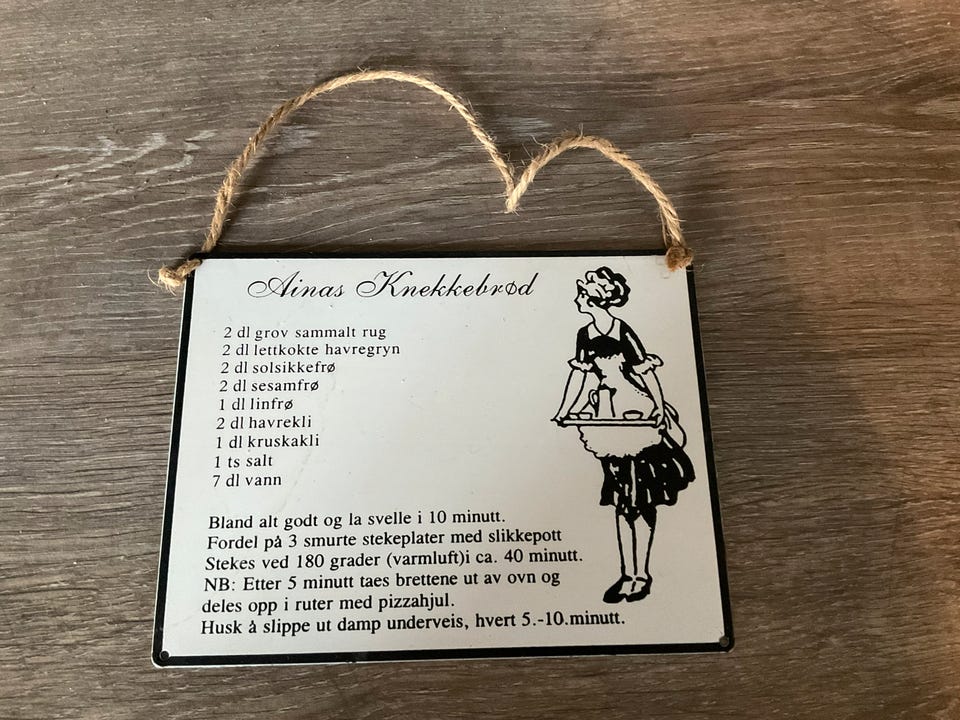 Ainas Knekkebrød
2 dl grov sammalt rug
2 dl lettkokte havregryn
2 dl solsikkefrø
2 dl sesamfrø
1 dl linfrø
2 dl havrekli
1 dl kruskakli
1 ts salt
7 dl vann
Bland alt godt og la svelle i 10 minutt.
Fordel på 3 smurte stekeplater med slikkepott
Stekes ved 180 grader (varmluft)i ca. 40 minutt.
NB: Etter 5 minutt taes brettene ut av ovn og
deles opp i ruter med pizzahjul.
Husk å slippe ut damp underveis, hvert 5.-10.minutt.